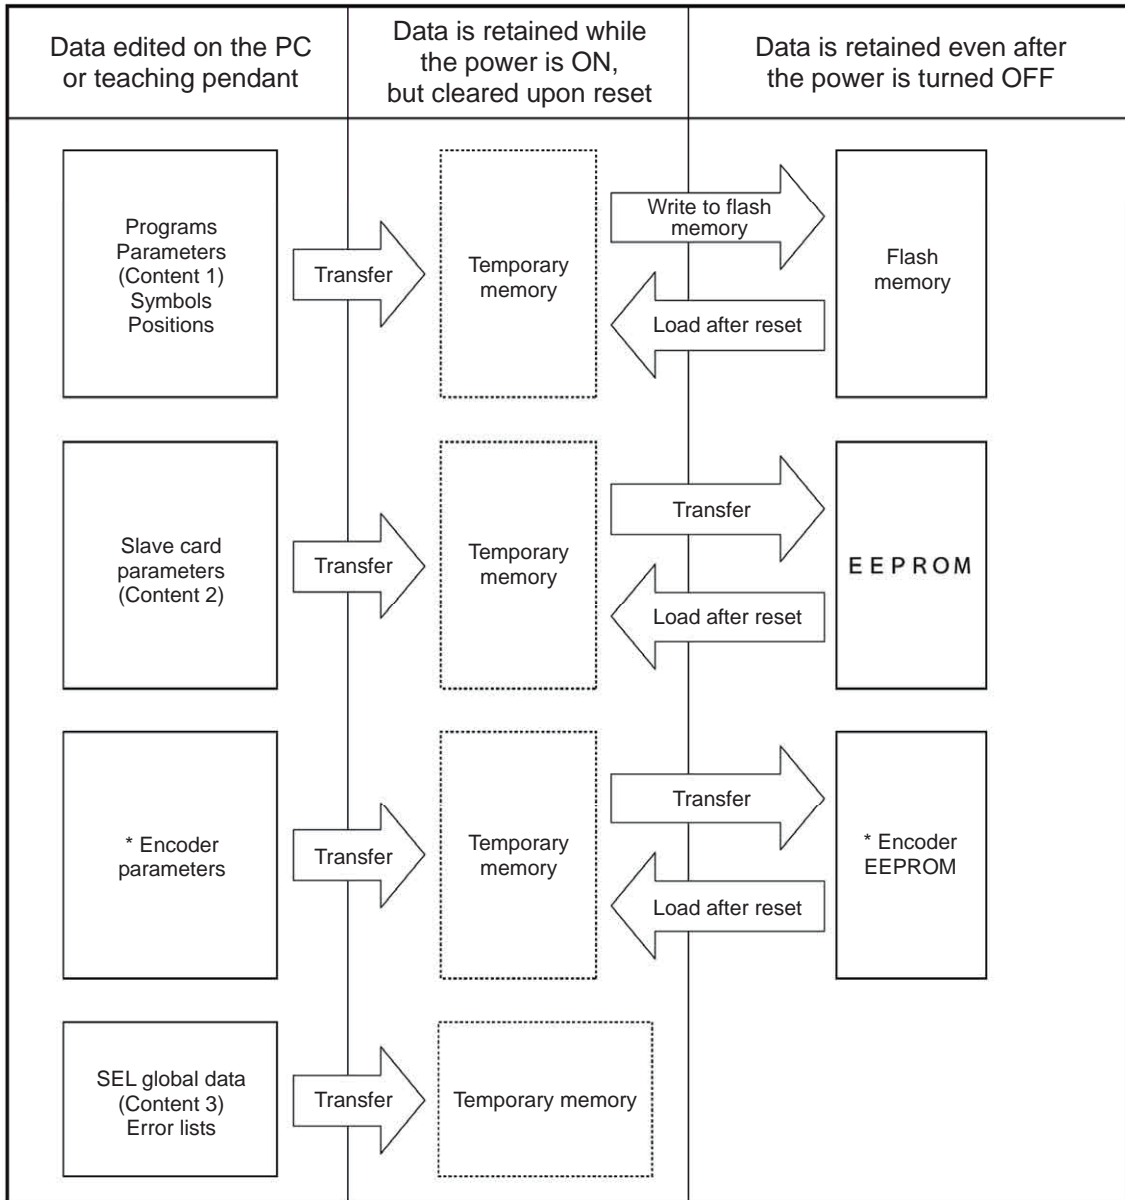 Data edited on the PC
or teaching pendant
Data is retained while
the power is ON,
but cleared upon reset
Data is retained even after
the power is turned OFF
Programs
Parameters
(Content 1)
Symbols
Positions
Transfer
Temporary
memory
Write to flash
memory
Load after reset
Flash
memory
Slave card
parameters
(Content 2)
Transfer
Temporary
memory
Transfer
Load after reset
EEPROM
* Encoder
parameters
Transfer
Temporary
memory
Transfer
Load after reset
* Encoder
EEPROM
SEL global data
(Content 3)
Error lists
Transfer
Temporary memory